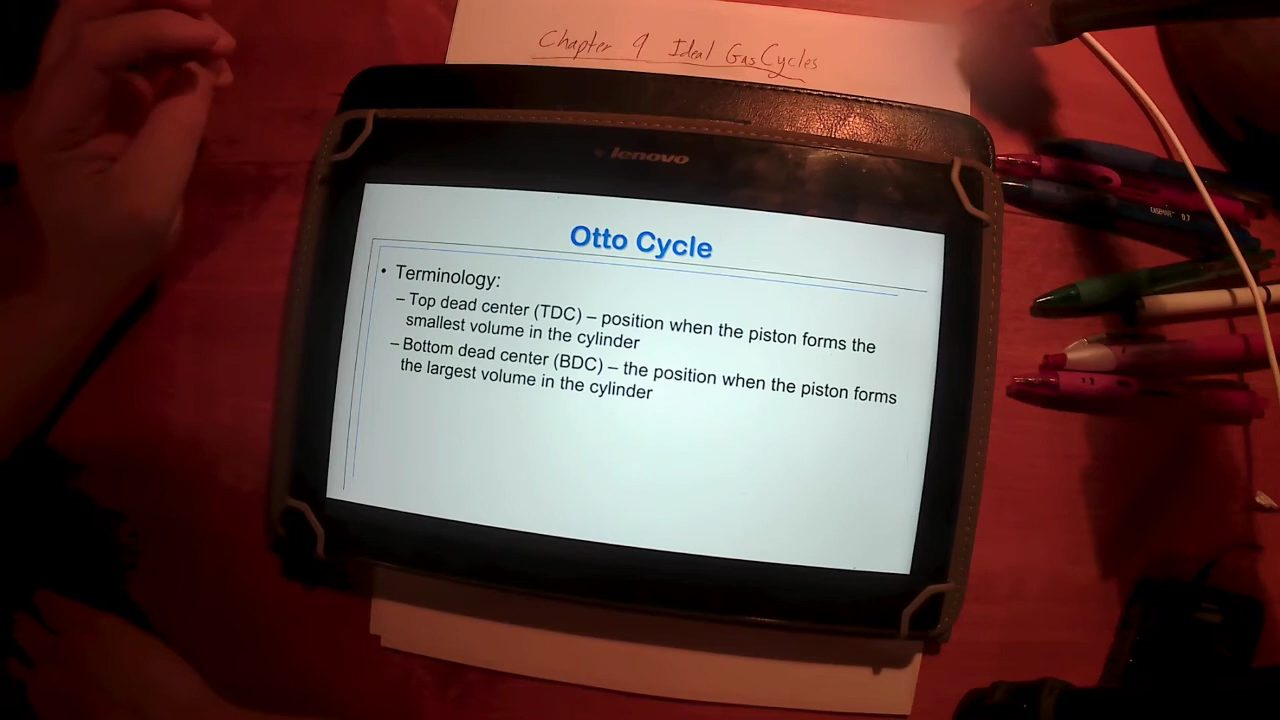 Chapter 9 Ideal Gas Cycles
lenovo
Otto Cycle
• Terminology:
– Top dead center (TDC) – position when the piston forms the
smallest volume in the cylinder
– Bottom dead center (BDC) – the position when the piston forms
the largest volume in the cylinder
0.7